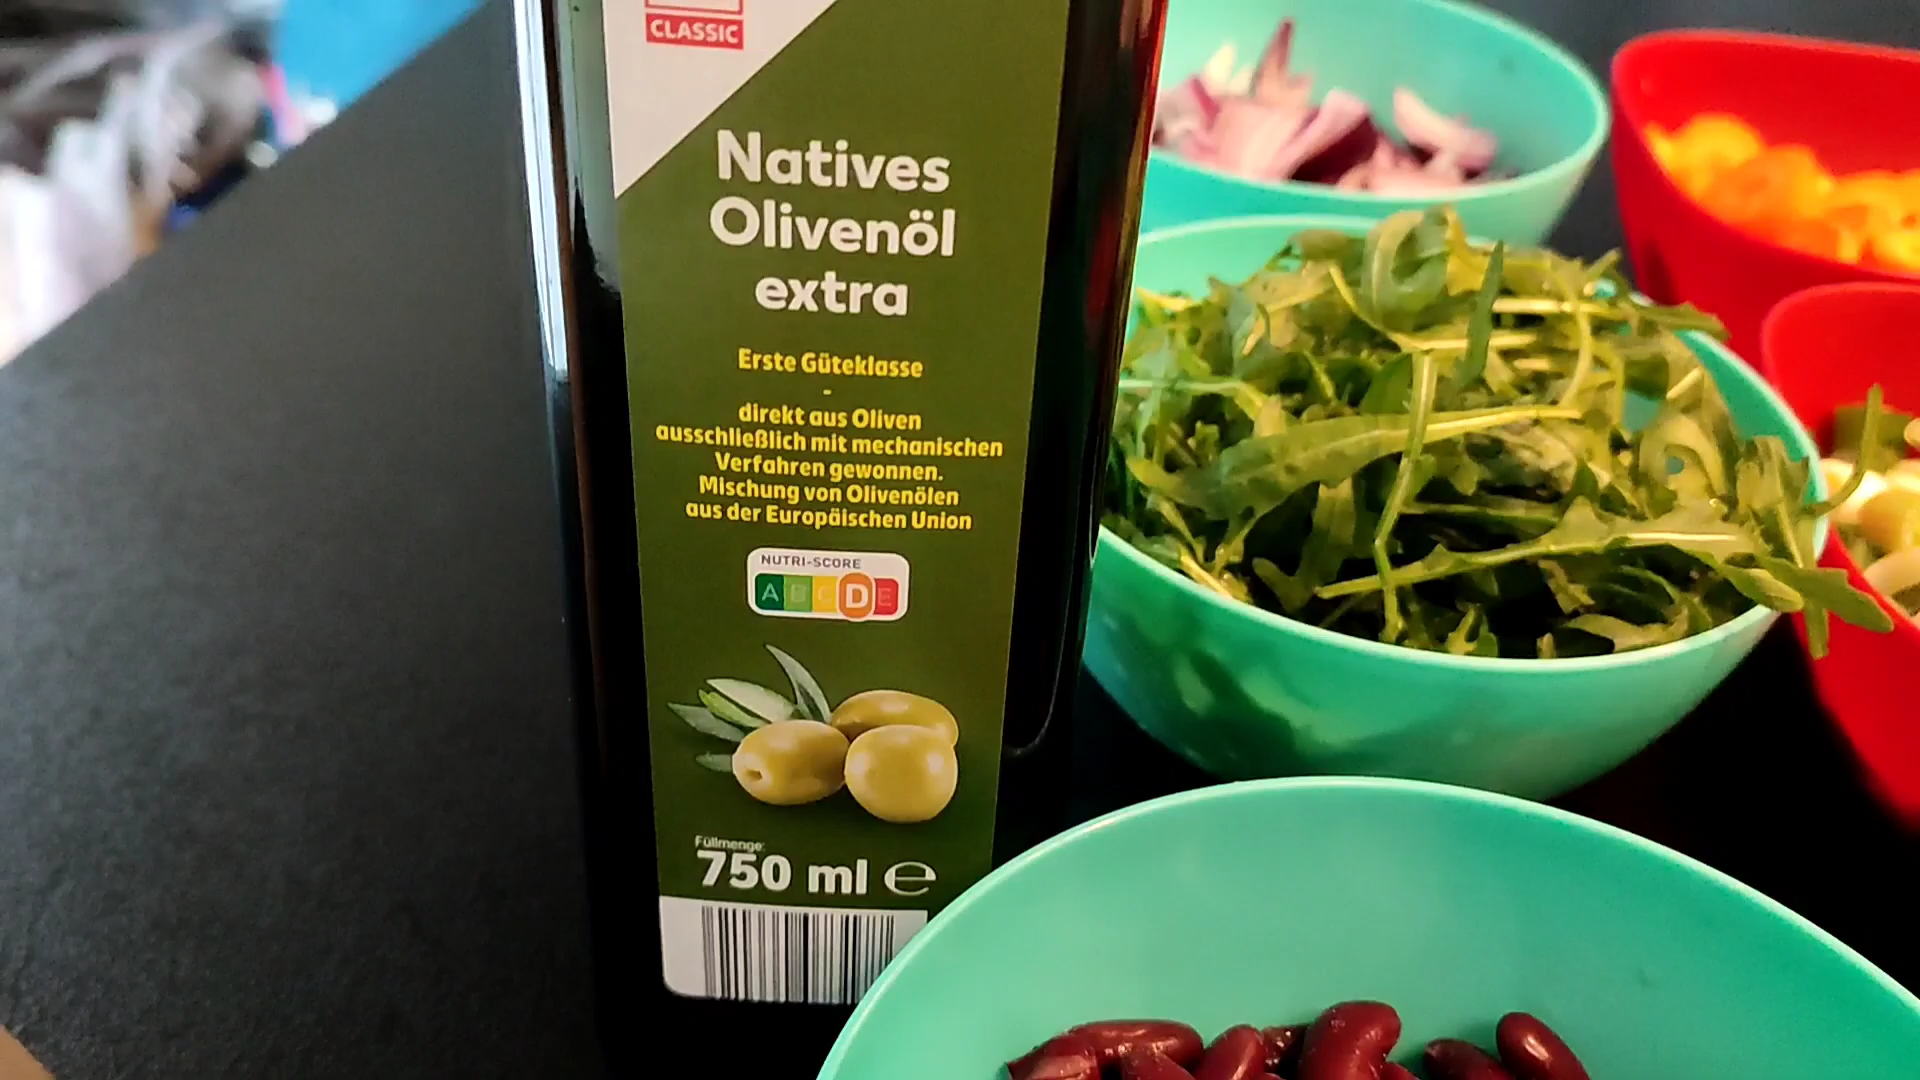 CLASSIC
Natives
Olivenöl
extra
Erste Güteklasse
-
direkt aus Oliven
ausschließlich mit mechanischen
Verfahren gewonnen.
Mischung von Olivenölen
aus der Europäischen Union
NUTRI-SCORE
A B C D E
Füllmenge:
750 ml ℮